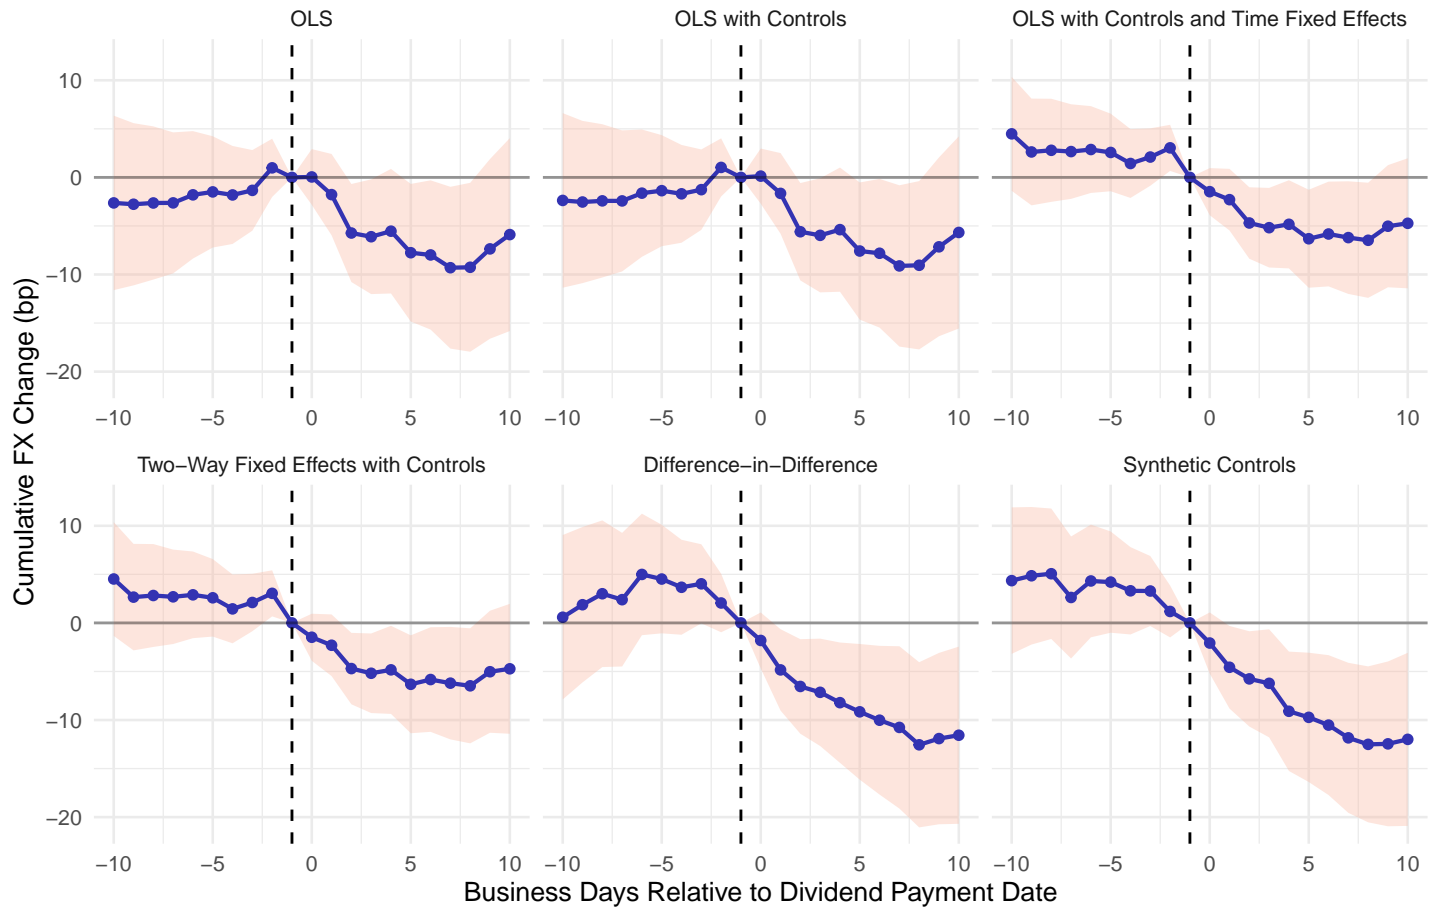 OLS
OLS with Controls
OLS with Controls and Time Fixed Effects
10
0
−10
−20
−10 −5 0 5 10
−10 −5 0 5 10
−10 −5 0 5 10
Two−Way Fixed Effects with Controls
Difference−in−Difference
Synthetic Controls
10
0
−10
−20
−10 −5 0 5 10
−10 −5 0 5 10
−10 −5 0 5 10
Cumulative FX Change (bp)
Business Days Relative to Dividend Payment Date